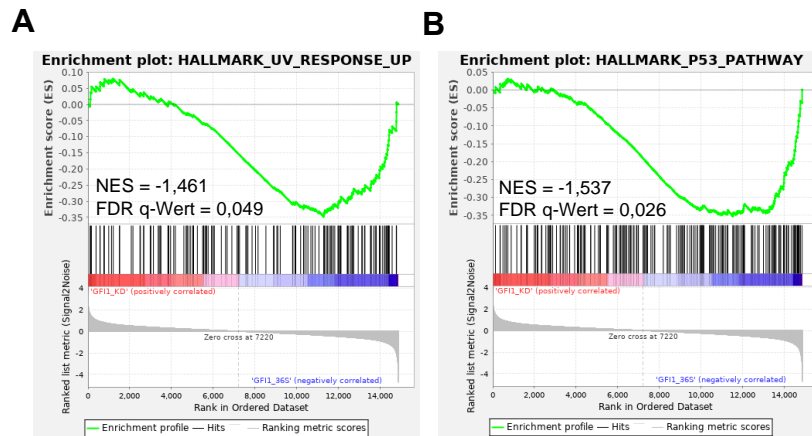 A
Enrichment plot: HALLMARK_UV_RESPONSE_UP
Enrichment score (ES)
0.10
0.05
0.00
-0.05
-0.10
-0.15
-0.20
-0.25
-0.30
-0.35
NES = -1,461
FDR q-Wert = 0,049
'GFI1_KD' (positively correlated)
Ranked list metric (Signal2Noise)
4
2
0
-2
-4
Zero cross at 7220
'GFI1_36S' (negatively correlated)
0 2,000 4,000 6,000 8,000 10,000 12,000 14,000
Rank in Ordered Dataset
Enrichment profile Hits Ranking metric scores
B
Enrichment plot: HALLMARK_P53_PATHWAY
Enrichment score (ES)
0.05
0.00
-0.05
-0.10
-0.15
-0.20
-0.25
-0.30
-0.35
NES = -1,537
FDR q-Wert = 0,026
'GFI1_KD' (positively correlated)
Ranked list metric (Signal2Noise)
4
2
0
-2
-4
Zero cross at 7220
'GFI1_36S' (negatively correlated)
0 2,000 4,000 6,000 8,000 10,000 12,000 14,000
Rank in Ordered Dataset
Enrichment profile Hits Ranking metric scores